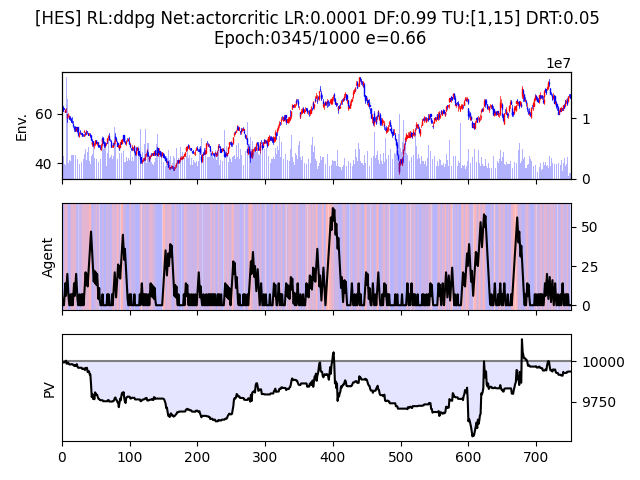 [HES] RL:ddpg Net:actorcritic LR:0.0001 DF:0.99 TU:[1,15] DRT:0.05
Epoch:0345/1000 e=0.66
1e7
60
40
Env.
1
0
Agent
50
25
0
PV
10000
9750
0 100 200 300 400 500 600 700